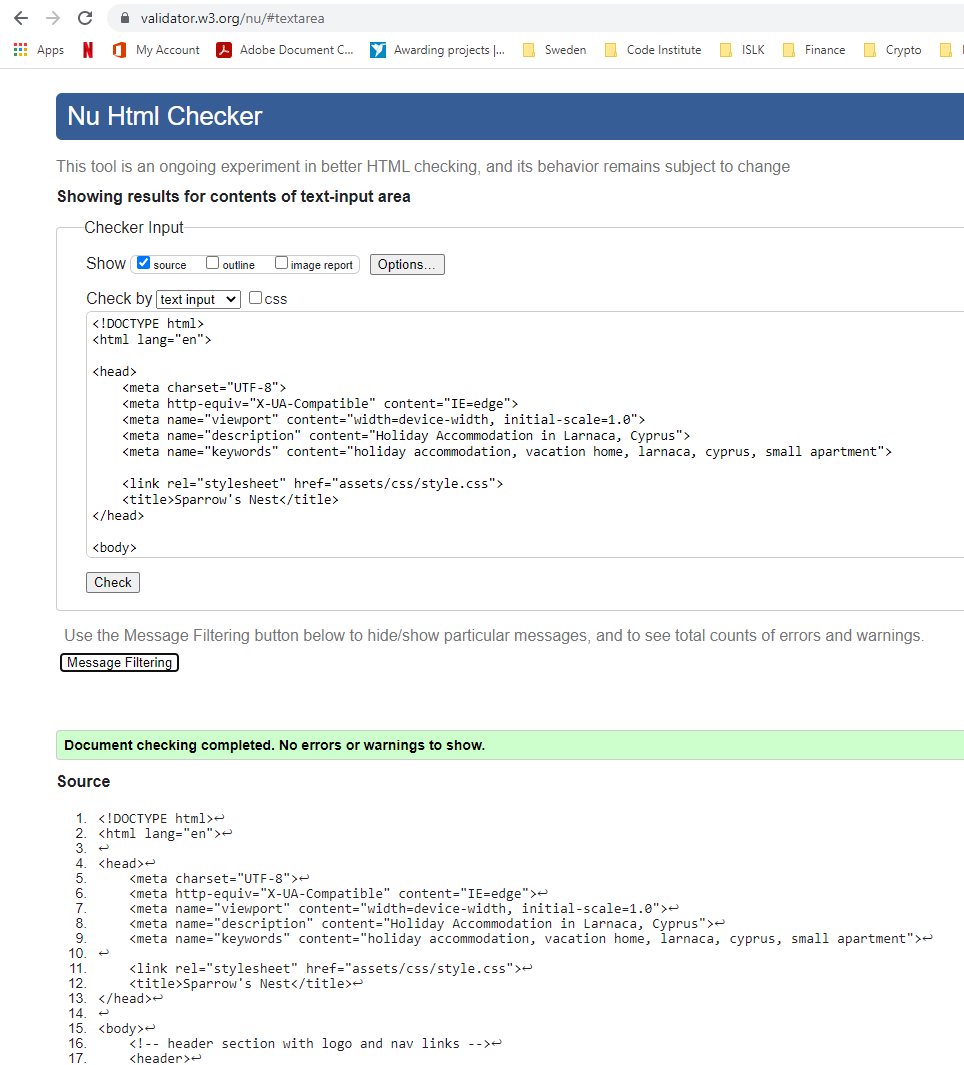 validator.w3.org/nu/#textarea
Apps My Account Adobe Document C... Awarding projects |... Sweden Code Institute ISLK Finance Crypto
Nu Html Checker
This tool is an ongoing experiment in better HTML checking, and its behavior remains subject to change
Showing results for contents of text-input area
Checker Input
Show source outline image report Options...
Check by text input css
<!DOCTYPE html>
<html lang="en">
<head>
    <meta charset="UTF-8">
    <meta http-equiv="X-UA-Compatible" content="IE=edge">
    <meta name="viewport" content="width=device-width, initial-scale=1.0">
    <meta name="description" content="Holiday Accommodation in Larnaca, Cyprus">
    <meta name="keywords" content="holiday accommodation, vacation home, larnaca, cyprus, small apartment">
    <link rel="stylesheet" href="assets/css/style.css">
    <title>Sparrow's Nest</title>
</head>
<body>
Check
Use the Message Filtering button below to hide/show particular messages, and to see total counts of errors and warnings.
Message Filtering
Document checking completed. No errors or warnings to show.
Source
1. <!DOCTYPE html>↩
2. <html lang="en">↩
3. ↩
4. <head>↩
5.     <meta charset="UTF-8">↩
6.     <meta http-equiv="X-UA-Compatible" content="IE=edge">↩
7.     <meta name="viewport" content="width=device-width, initial-scale=1.0">↩
8.     <meta name="description" content="Holiday Accommodation in Larnaca, Cyprus">↩
9.     <meta name="keywords" content="holiday accommodation, vacation home, larnaca, cyprus, small apartment">↩
10. ↩
11.     <link rel="stylesheet" href="assets/css/style.css">↩
12.     <title>Sparrow's Nest</title>↩
13. </head>↩
14. ↩
15. <body>↩
16.     <!-- header section with logo and nav links -->↩
17.     <header>↩